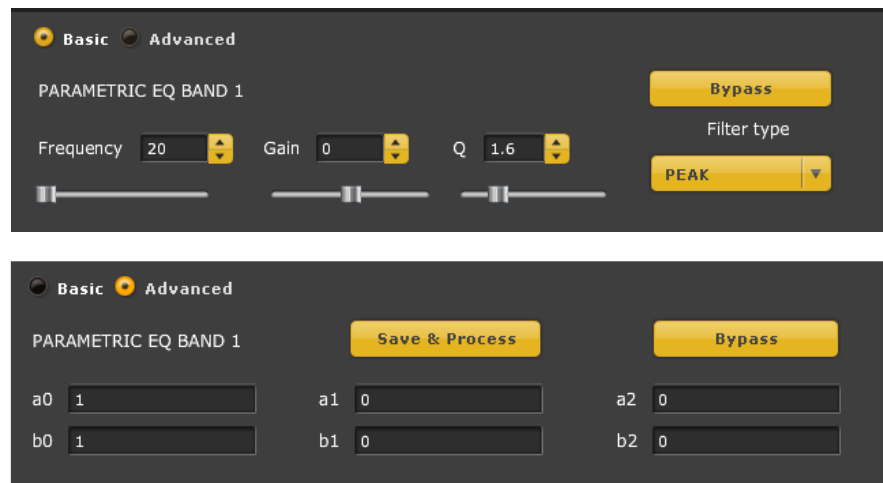 Basic Advanced
PARAMETRIC EQ BAND 1 Bypass
Filter type
Frequency 20 Gain 0 Q 1.6
PEAK
Basic Advanced
PARAMETRIC EQ BAND 1 Save & Process Bypass
a0 1 a1 0 a2 0
b0 1 b1 0 b2 0